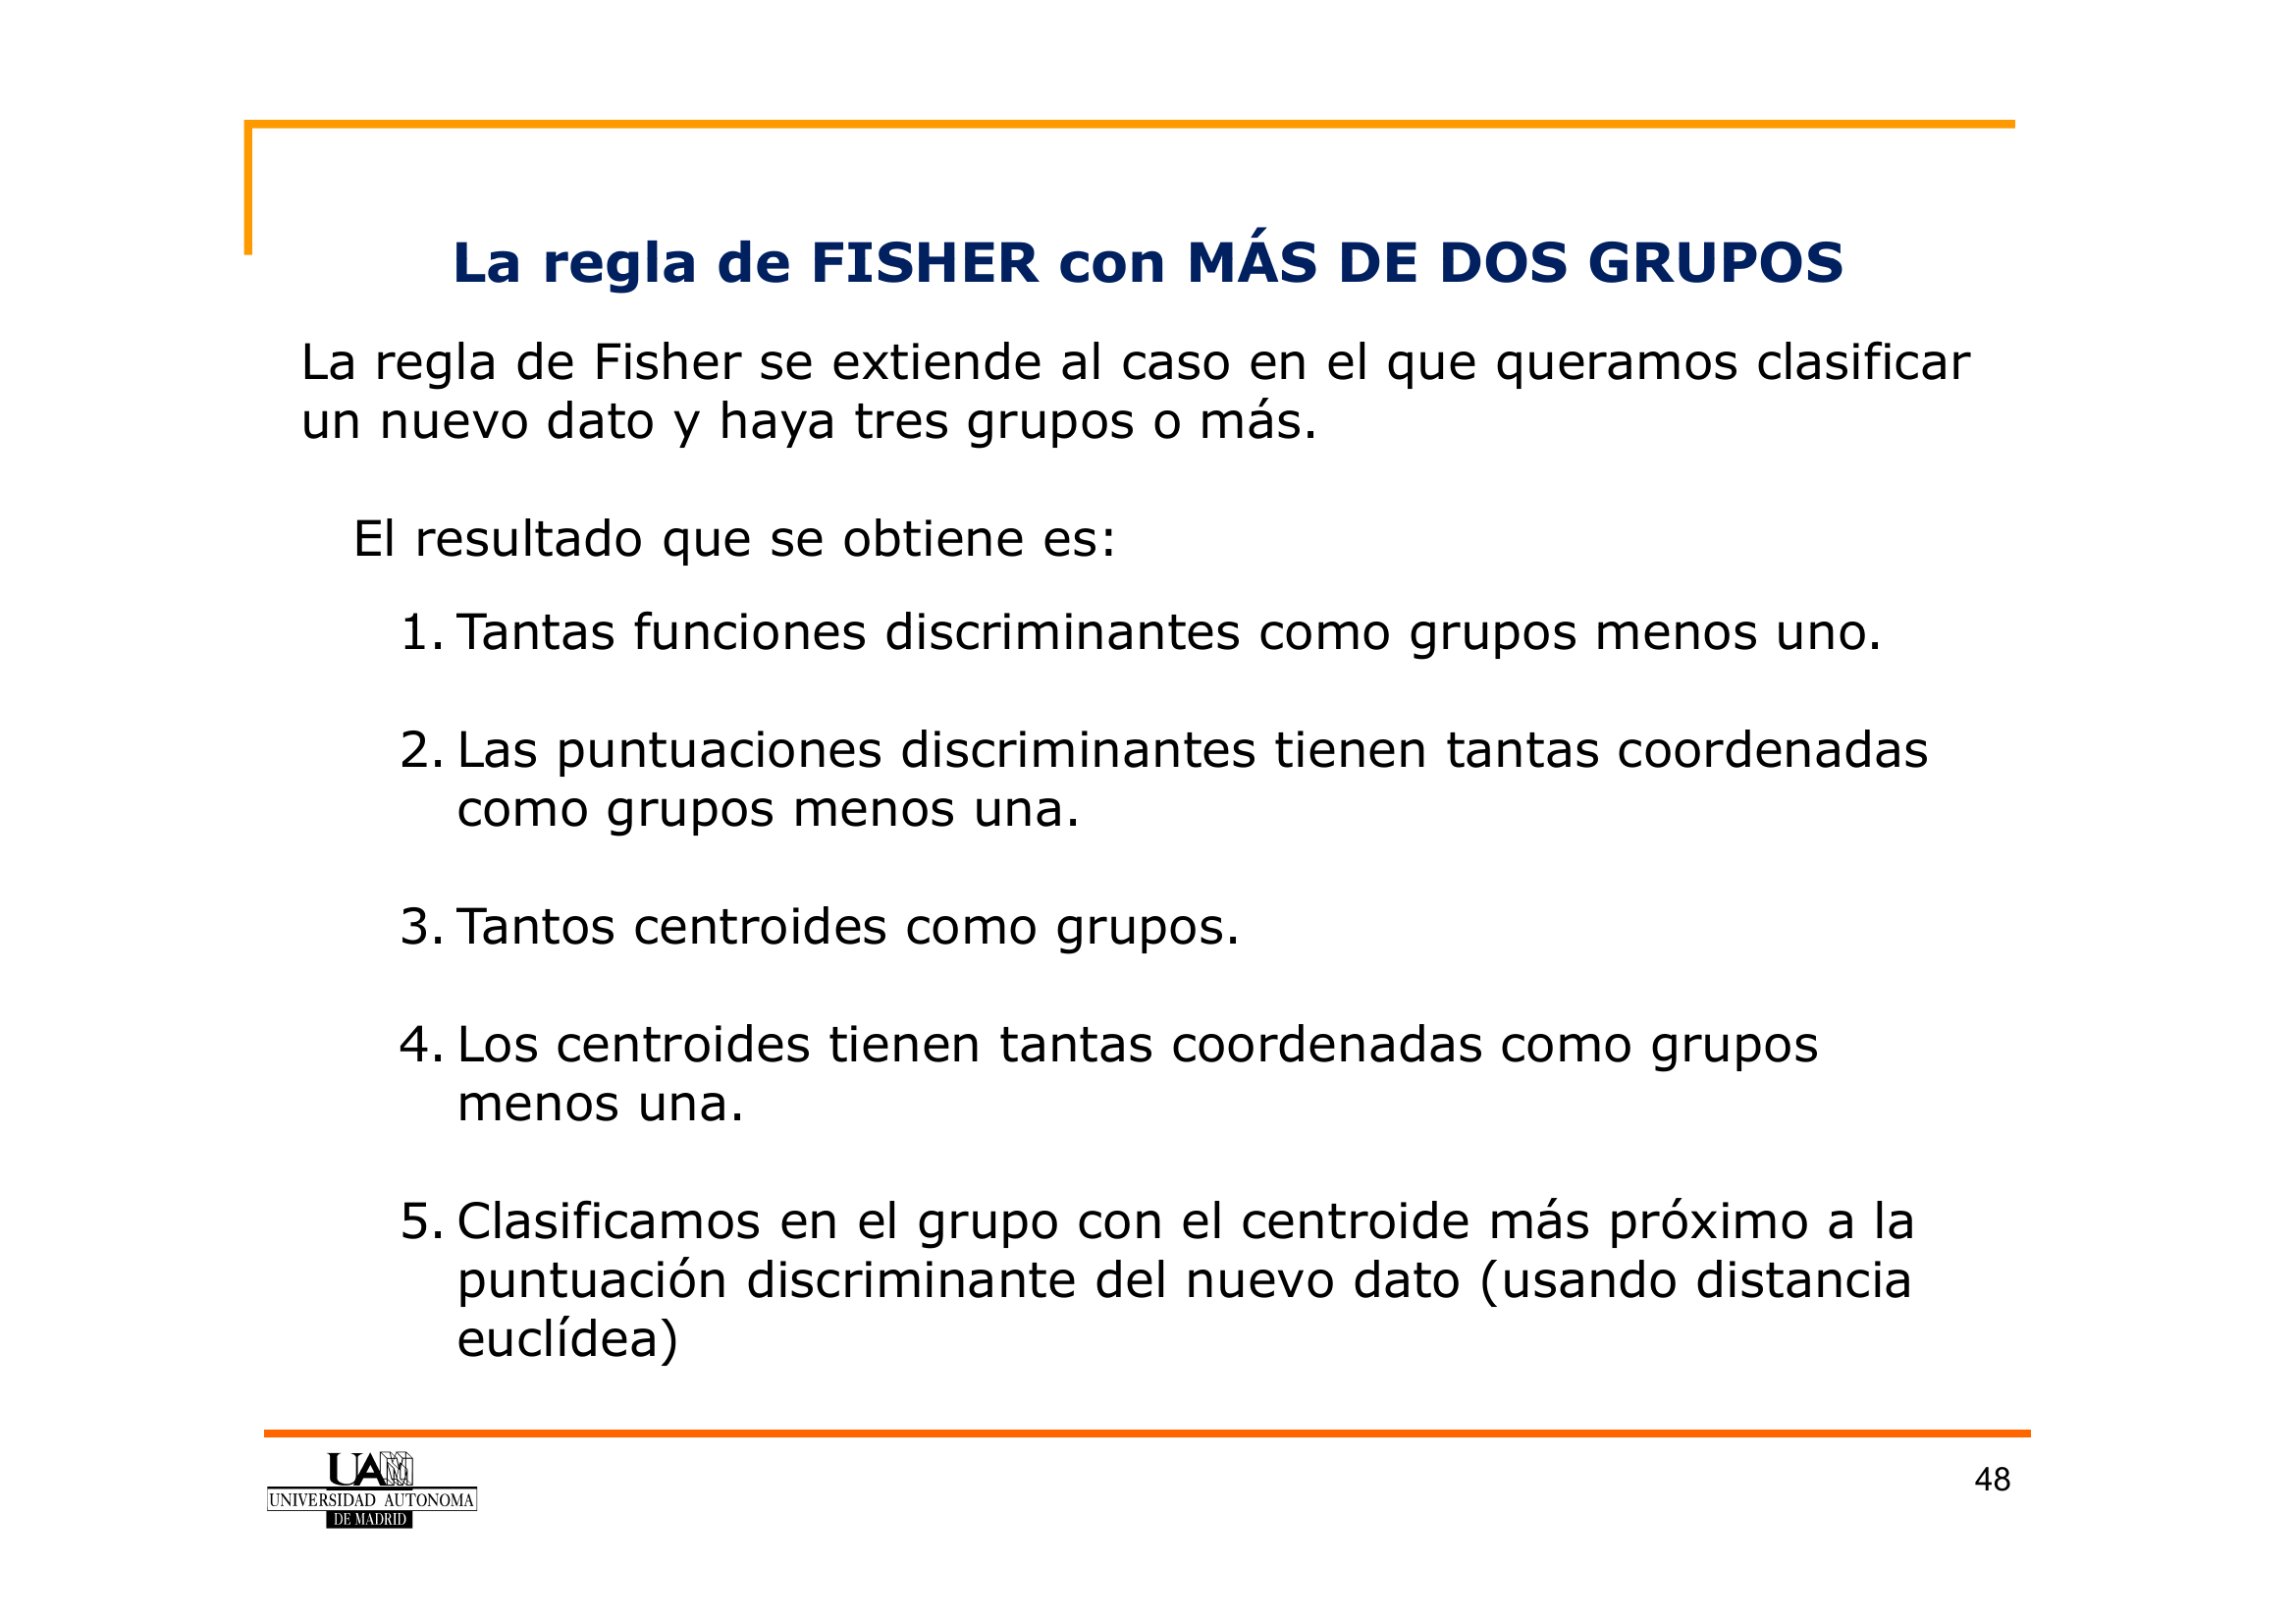 La regla de FISHER con MÁS DE DOS GRUPOS
La regla de Fisher se extiende al caso en el que queramos clasificar
un nuevo dato y haya tres grupos o más.
El resultado que se obtiene es:
1. Tantas funciones discriminantes como grupos menos uno.
2. Las puntuaciones discriminantes tienen tantas coordenadas
como grupos menos una.
3. Tantos centroides como grupos.
4. Los centroides tienen tantas coordenadas como grupos
menos una.
5. Clasificamos en el grupo con el centroide más próximo a la
puntuación discriminante del nuevo dato (usando distancia
euclídea)
UAM
UNIVERSIDAD AUTONOMA
DE MADRID
48